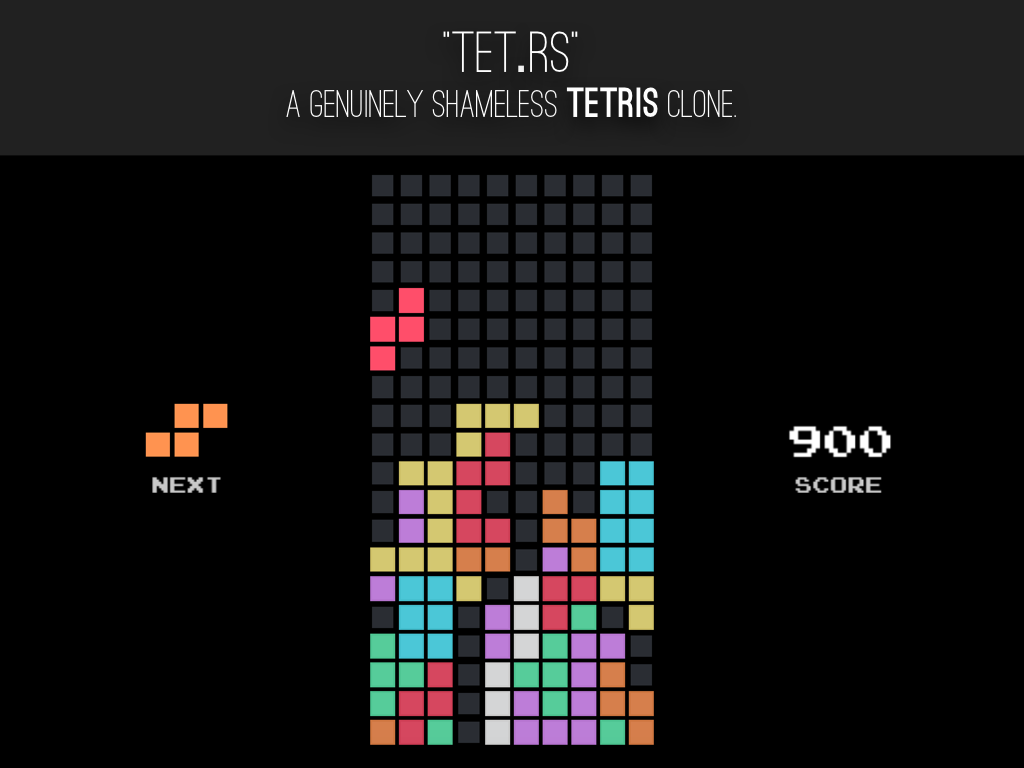 "TET.RS"
A GENUINELY SHAMELESS TETRIS CLONE.
900
NEXT
SCORE